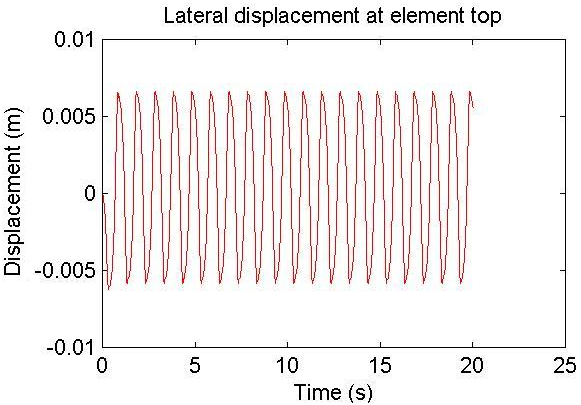 Lateral displacement at element top
0.01
0.005
0
-0.005
-0.01
Displacement (m)
0 5 10 15 20 25
Time (s)